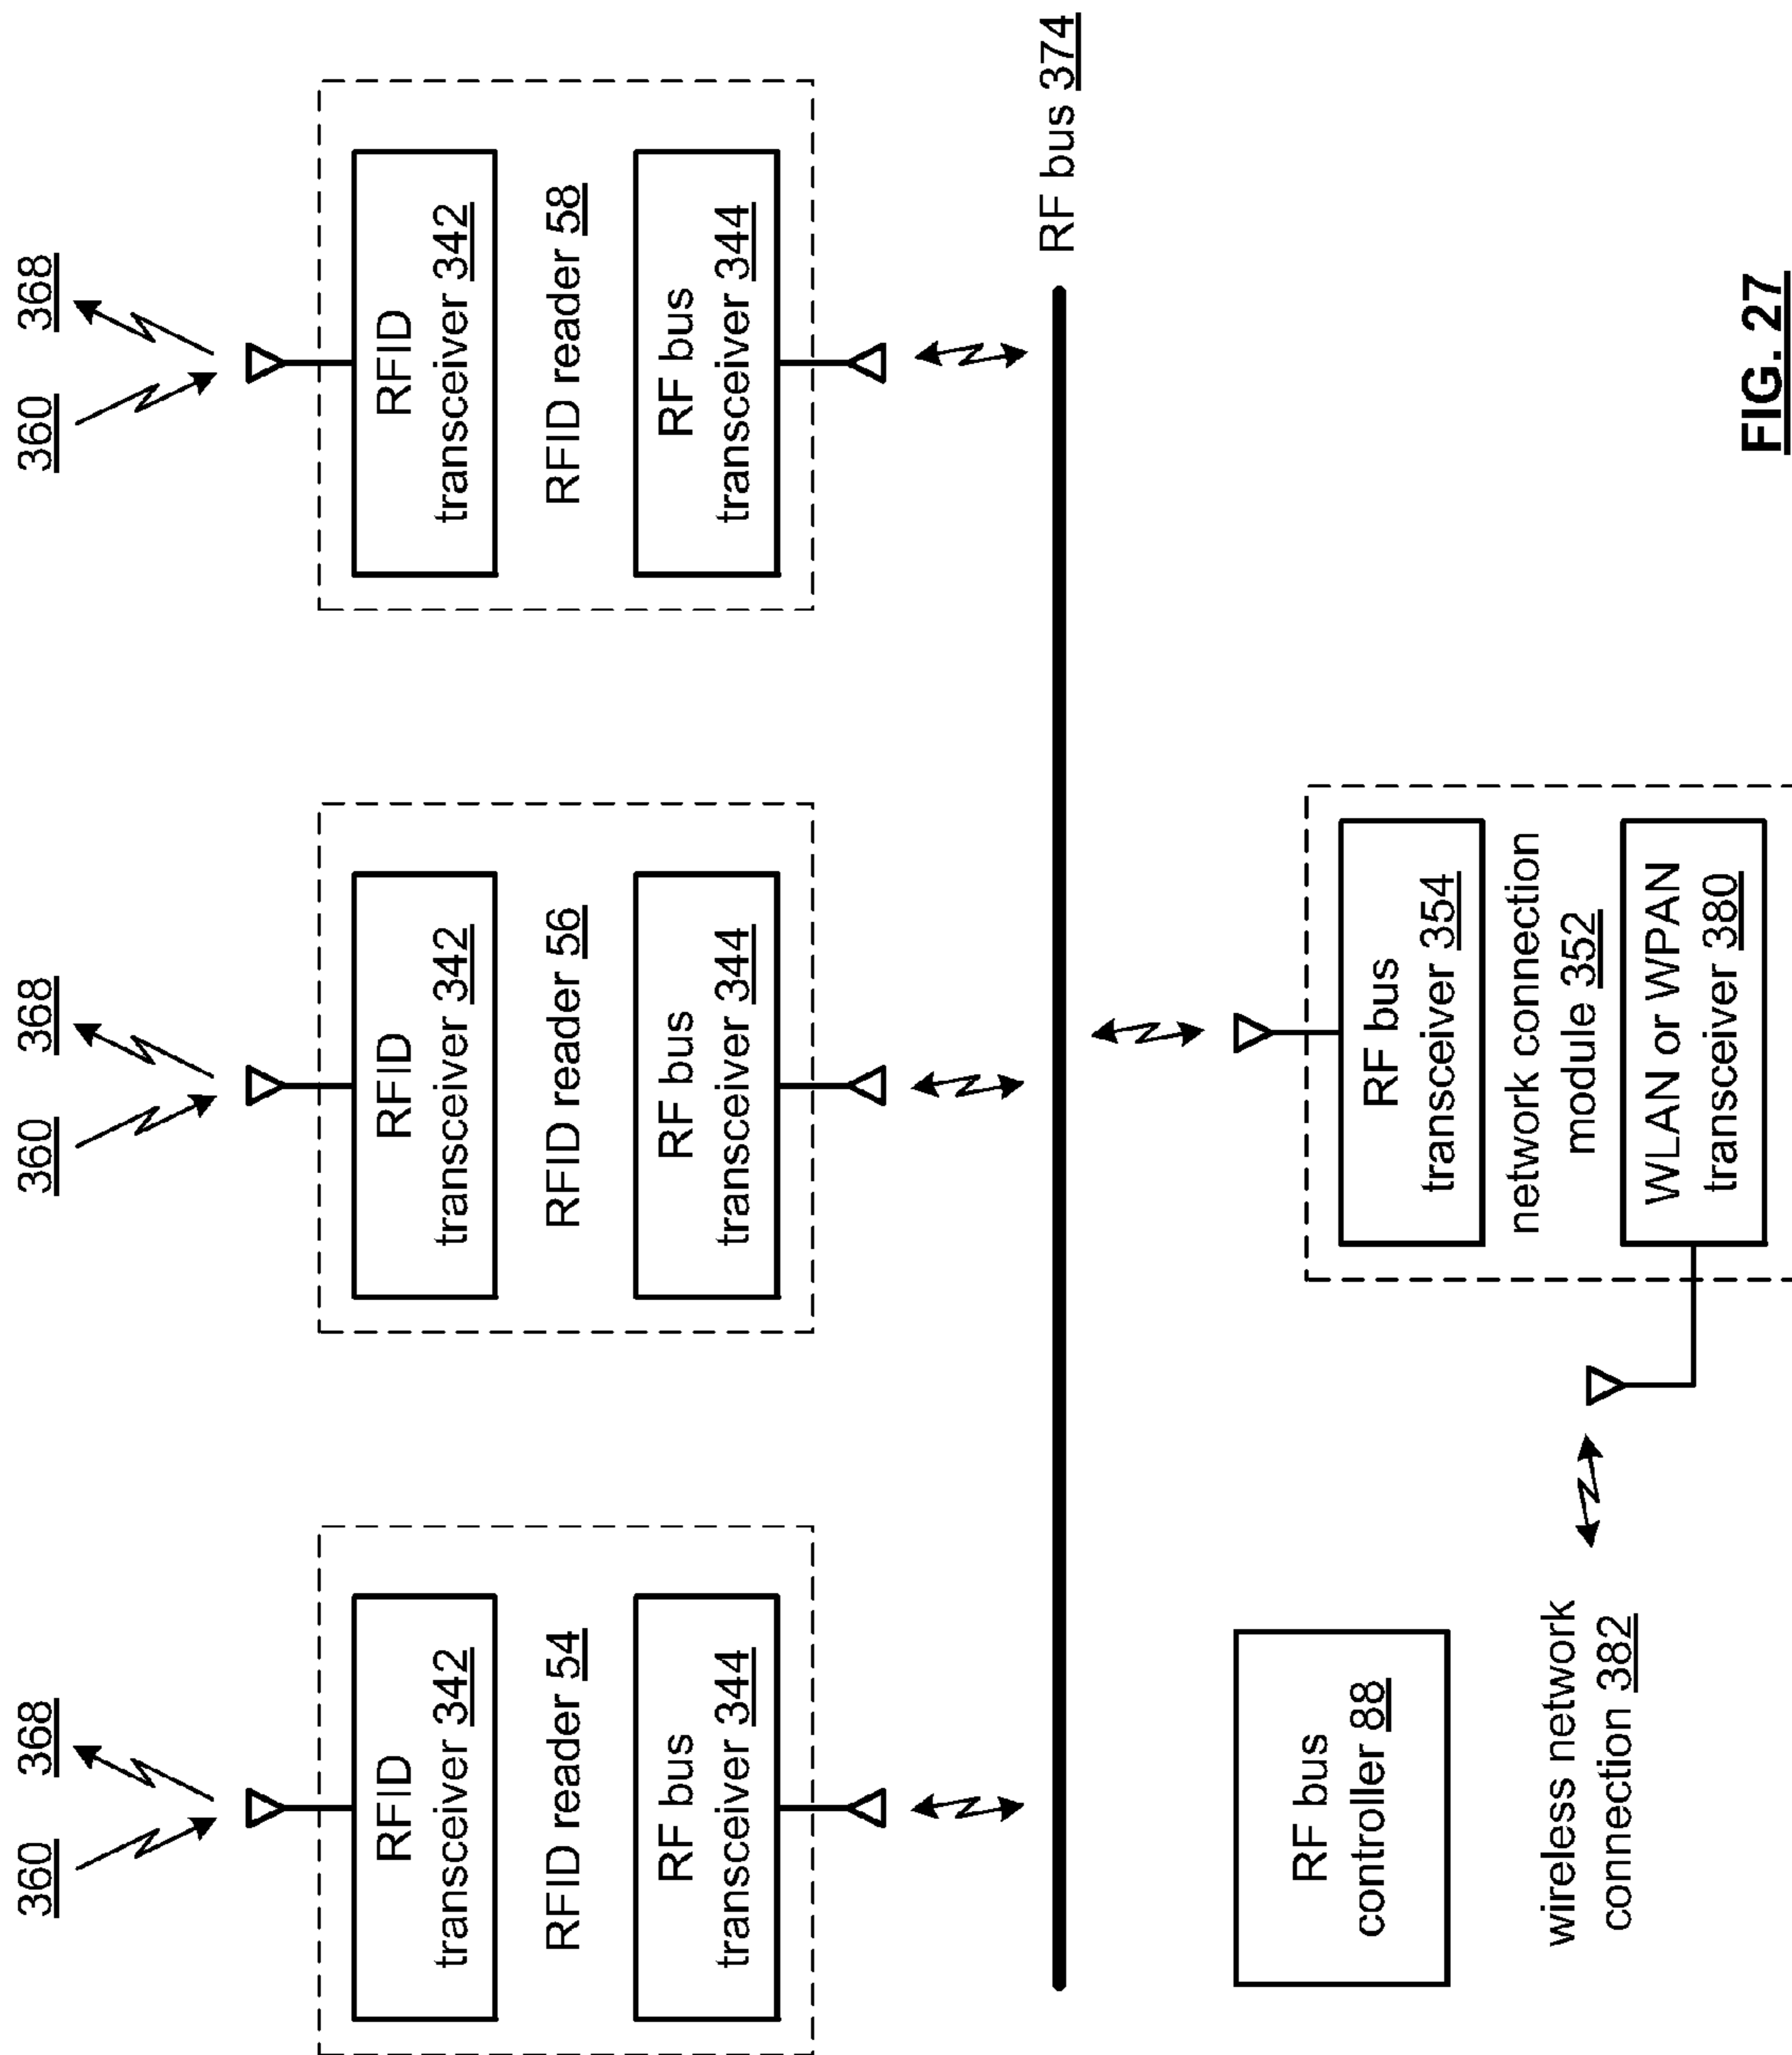 360
368
360
368
360
368
RFID
transceiver 342
RFID reader 54
RF bus
transceiver 344
RFID
transceiver 342
RFID reader 56
RF bus
transceiver 344
RFID
transceiver 342
RFID reader 58
RF bus
transceiver 344
RF bus 374
RF bus
controller 88
wireless network
connection 382
RF bus
transceiver 354
network connection
module 352
WLAN or WPAN
transceiver 380
FIG. 27